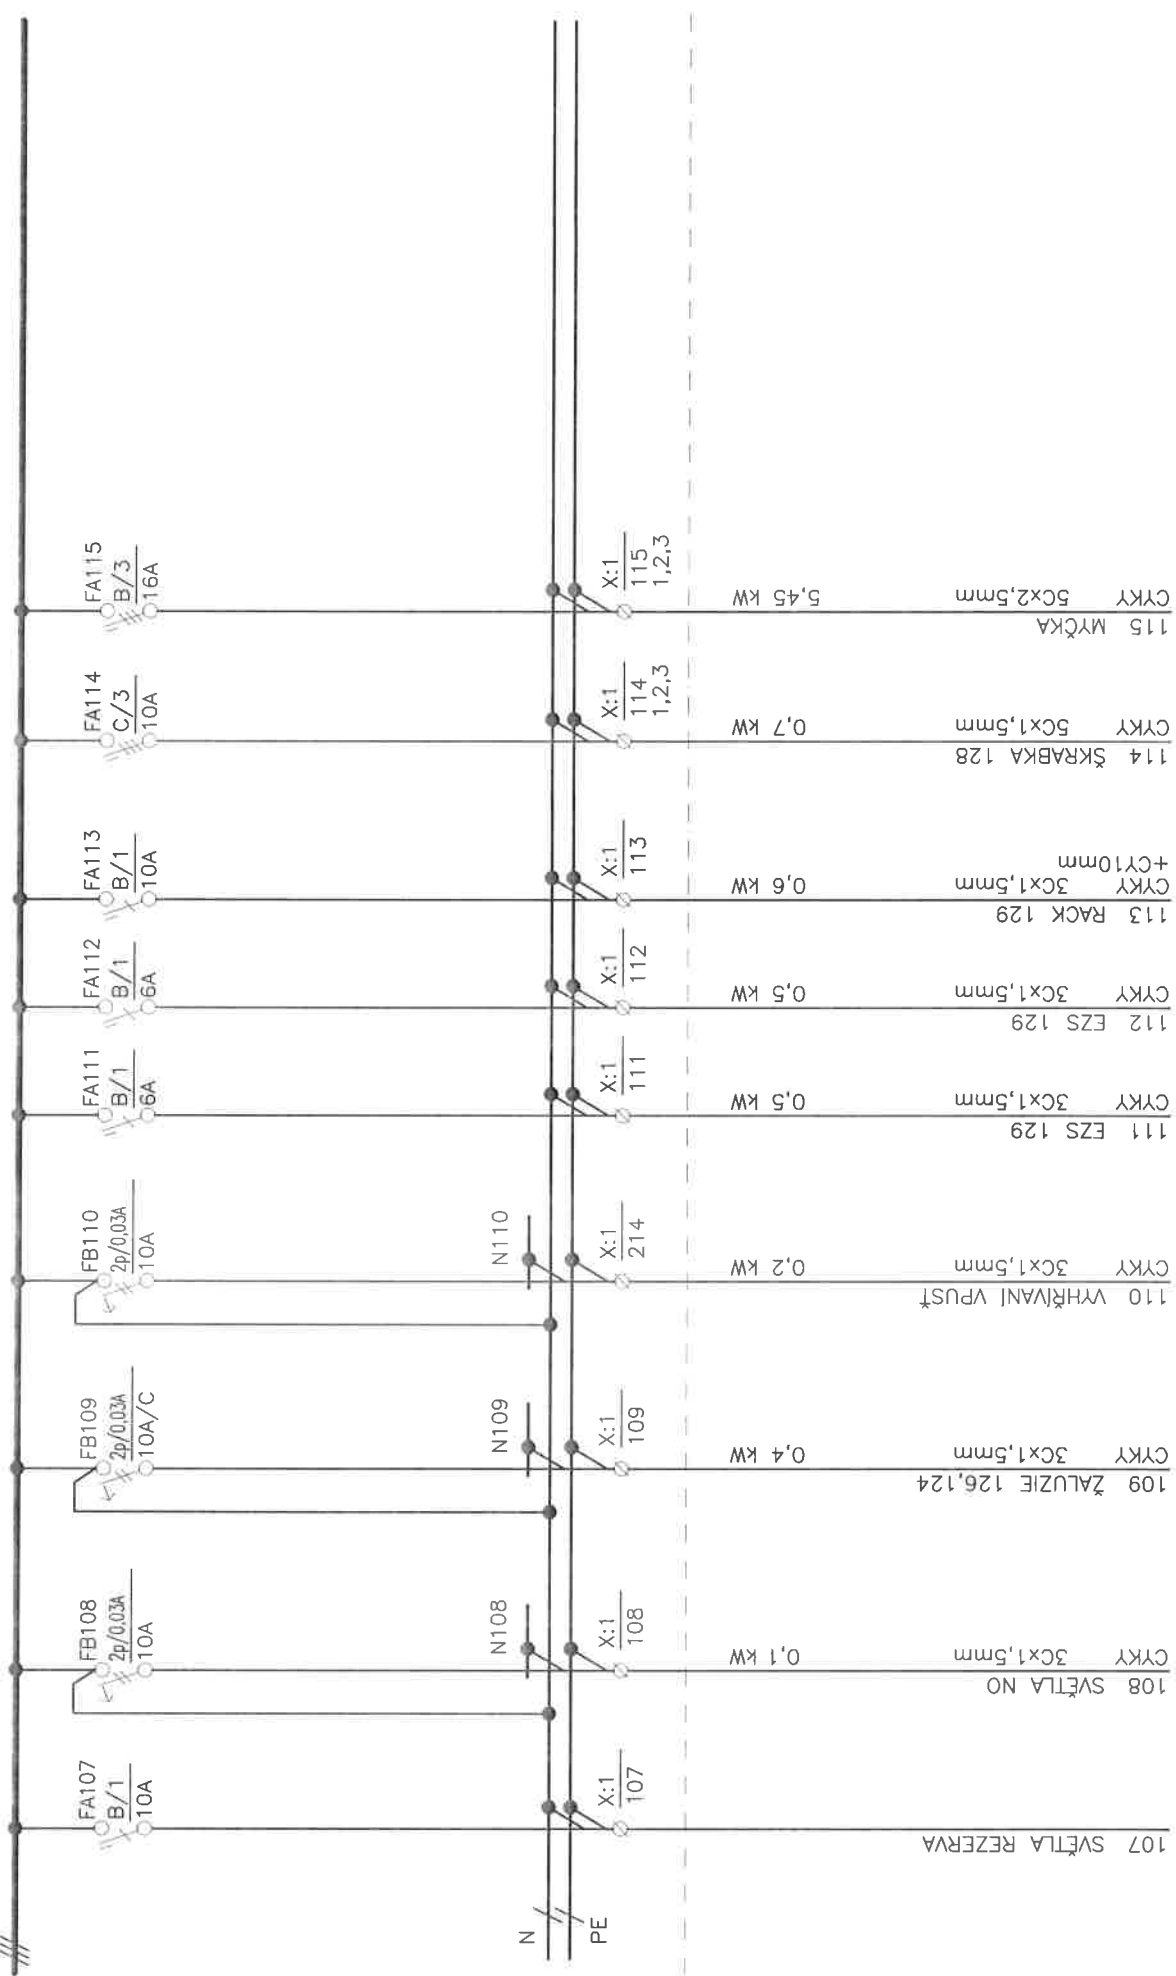 FA107
B/1
10A
FB108
2p/0,03A
10A
FB109
2p/0,03A
10A/C
FB110
2p/0,03A
10A
FA111
B/1
6A
FA112
B/1
6A
FA113
B/1
10A
FA114
C/3
10A
FA115
B/3
16A
N
PE
N108
N109
N110
X:1
107
X:1
108
X:1
109
X:1
214
X:1
111
X:1
112
X:1
113
X:1
114
1,2,3
X:1
115
1,2,3
107 SVĚTLA REZERVA
0,1 kW
CYKY 3Cx1,5mm
108 SVĚTLA NO
0,4 kW
CYKY 3Cx1,5mm
109 ŽALUZIE 126,124
0,2 kW
CYKY 3Cx1,5mm
110 VYHŘÍVANÍ VPUSŤ
0,5 kW
CYKY 3Cx1,5mm
111 EZS 129
0,5 kW
CYKY 3Cx1,5mm
112 EZS 129
0,6 kW
+CY10mm
CYKY 3Cx1,5mm
113 RACK 129
0,7 kW
CYKY 5Cx1,5mm
114 ŠKRABKA 128
5,45 kW
CYKY 5Cx2,5mm
115 MYČKA